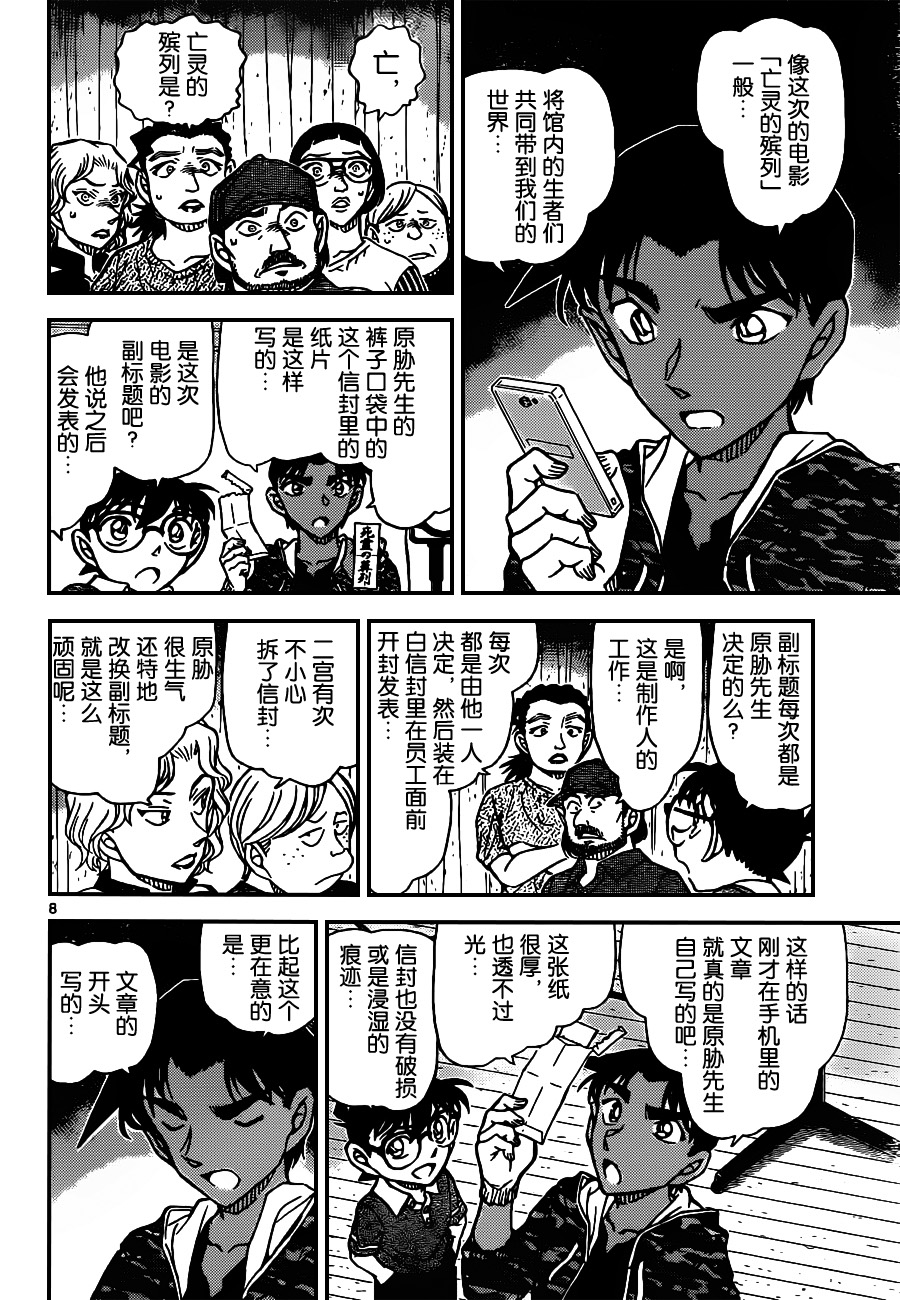 像这次的电影
「亡灵的殡列」
一般…
将馆内的生者们
共同带到我们的
世界…
亡，
亡灵的
殡列是？
原胁先生的
裤子口袋中的
这个信封里的
纸片
是这样
写的…
死霊の葬列
是这次
电影的
副标题吧？
他说之后
会发表的…
副标题每次都是
原胁先生
决定的么？
是啊，
这是制作人的
工作…
每次
都是由他一人
决定，然后装在
白信封里在员工面前
开封发表…
二宫有次
不小心
拆了信封…
原胁
很生气
还特地
改换副标题，
就是这么
顽固呢…
8
这样的话
刚才在手机里的
文章
就真的是原胁先生
自己写的吧…
这张纸
很厚，
也透不过
光…
信封也没有破损
或是浸湿的
痕迹…
比起这个
更在意的
是…
文章的
开头
写的…